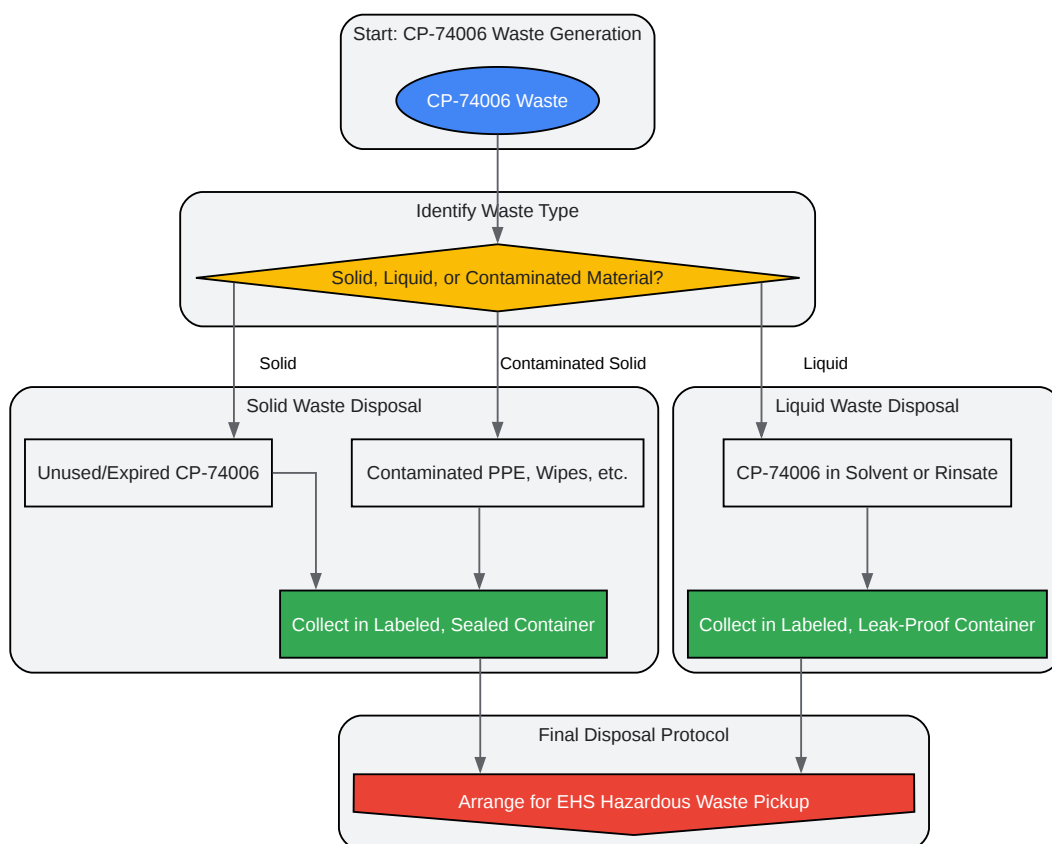 Start: CP-74006 Waste Generation
CP-74006 Waste
Identify Waste Type
Solid, Liquid, or Contaminated Material?
Solid
Contaminated Solid
Liquid
Solid Waste Disposal
Liquid Waste Disposal
Unused/Expired CP-74006
Contaminated PPE, Wipes, etc.
CP-74006 in Solvent or Rinsate
Collect in Labeled, Sealed Container
Collect in Labeled, Leak-Proof Container
Final Disposal Protocol
Arrange for EHS Hazardous Waste Pickup